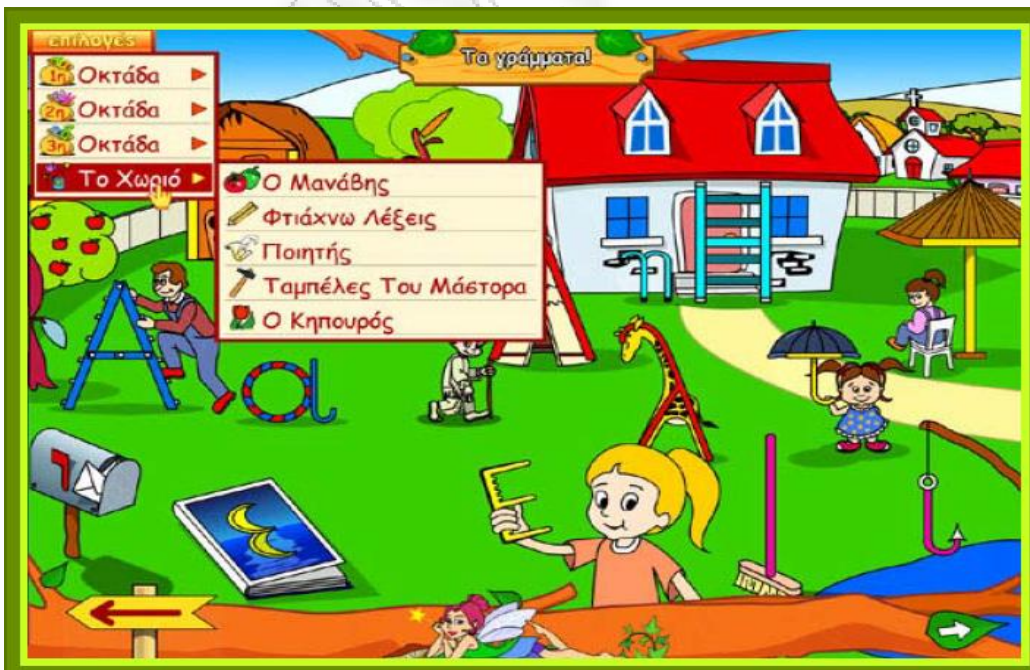 επιλογές
Τα γράμματα!
1η Οκτάδα
2η Οκτάδα
3η Οκτάδα
Το Χωριό
Ο Μανάβης
Φτιάχνω Λέξεις
Ποιητής
Ταμπέλες Του Μάστορα
Ο Κηπουρός
Α α
η Η
Λ
Ε